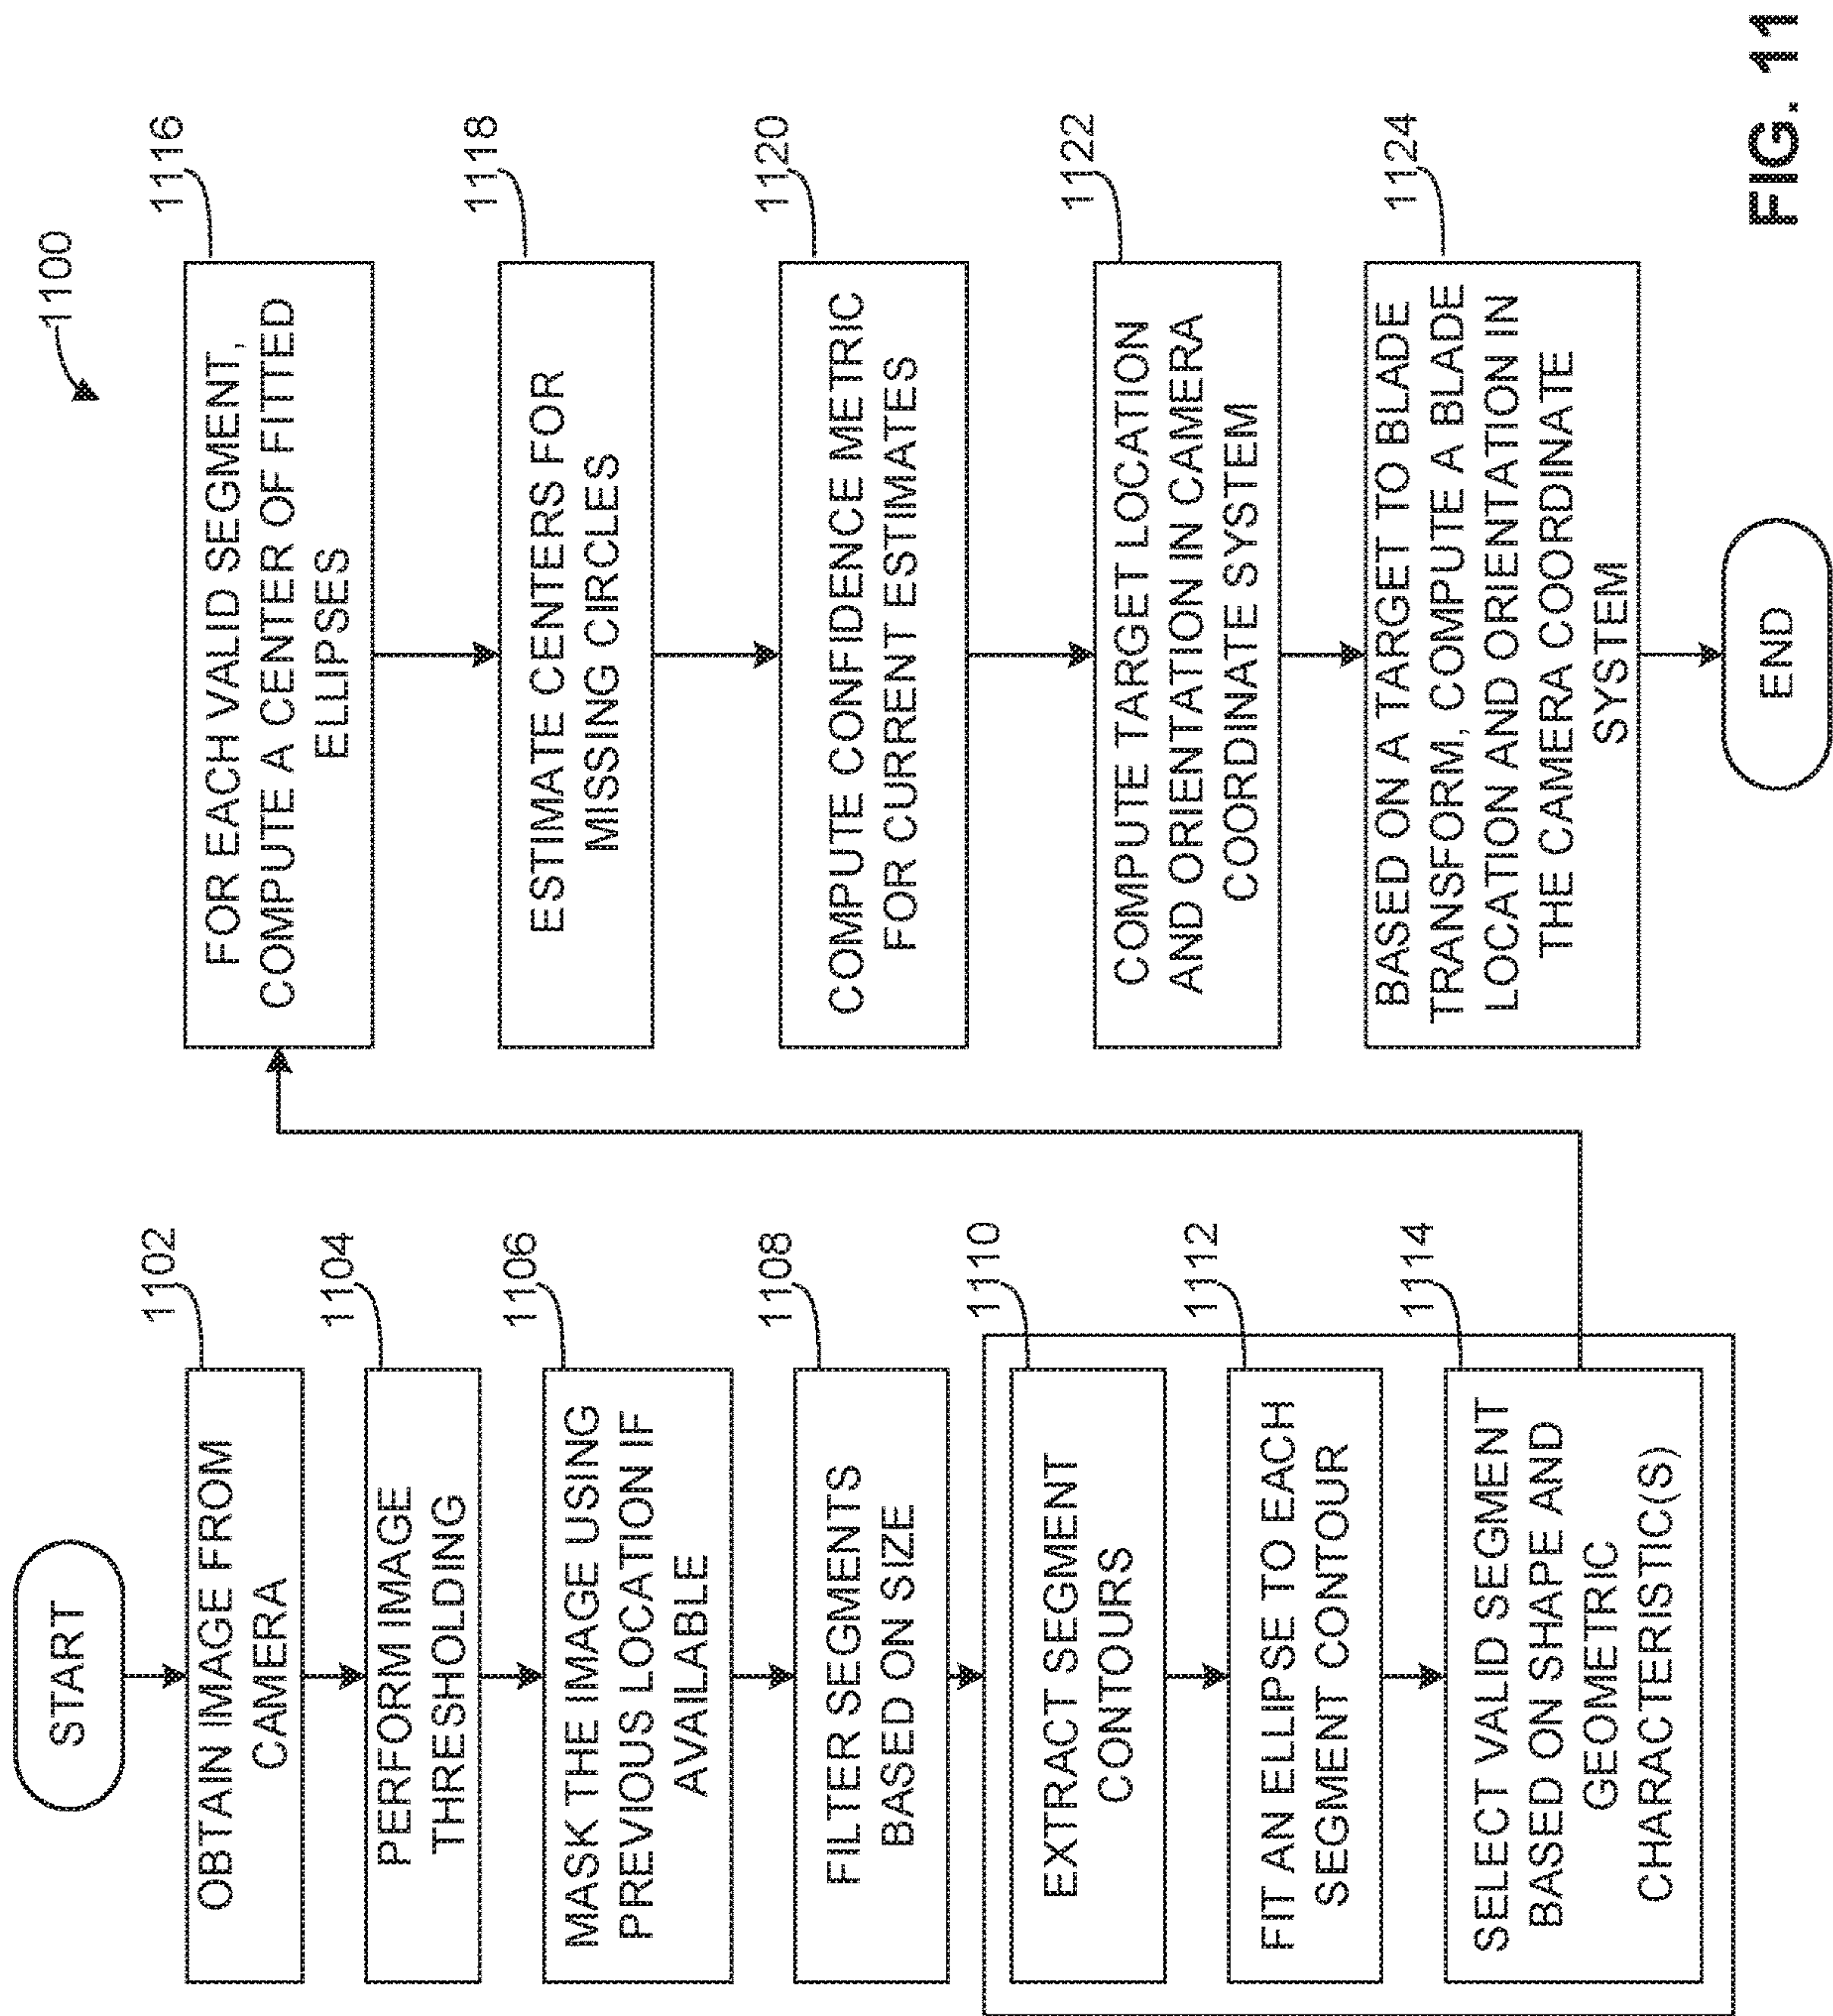 1100
START
OBTAIN IMAGE FROM
CAMERA
1102
PERFORM IMAGE
THRESHOLDING
1104
MASK THE IMAGE USING
PREVIOUS LOCATION IF
AVAILABLE
1106
FILTER SEGMENTS
BASED ON SIZE
1108
EXTRACT SEGMENT
CONTOURS
1110
FIT AN ELLIPSE TO EACH
SEGMENT CONTOUR
1112
SELECT VALID SEGMENT
BASED ON SHAPE AND
GEOMETRIC
CHARACTERISTIC(S)
1114
FOR EACH VALID SEGMENT,
COMPUTE A CENTER OF FITTED
ELLIPSES
1116
ESTIMATE CENTERS FOR
MISSING CIRCLES
1118
COMPUTE CONFIDENCE METRIC
FOR CURRENT ESTIMATES
1120
COMPUTE TARGET LOCATION
AND ORIENTATION IN CAMERA
COORDINATE SYSTEM
1122
BASED ON A TARGET TO BLADE
TRANSFORM, COMPUTE A BLADE
LOCATION AND ORIENTATION IN
THE CAMERA COORDINATE
SYSTEM
1124
END
FIG. 11